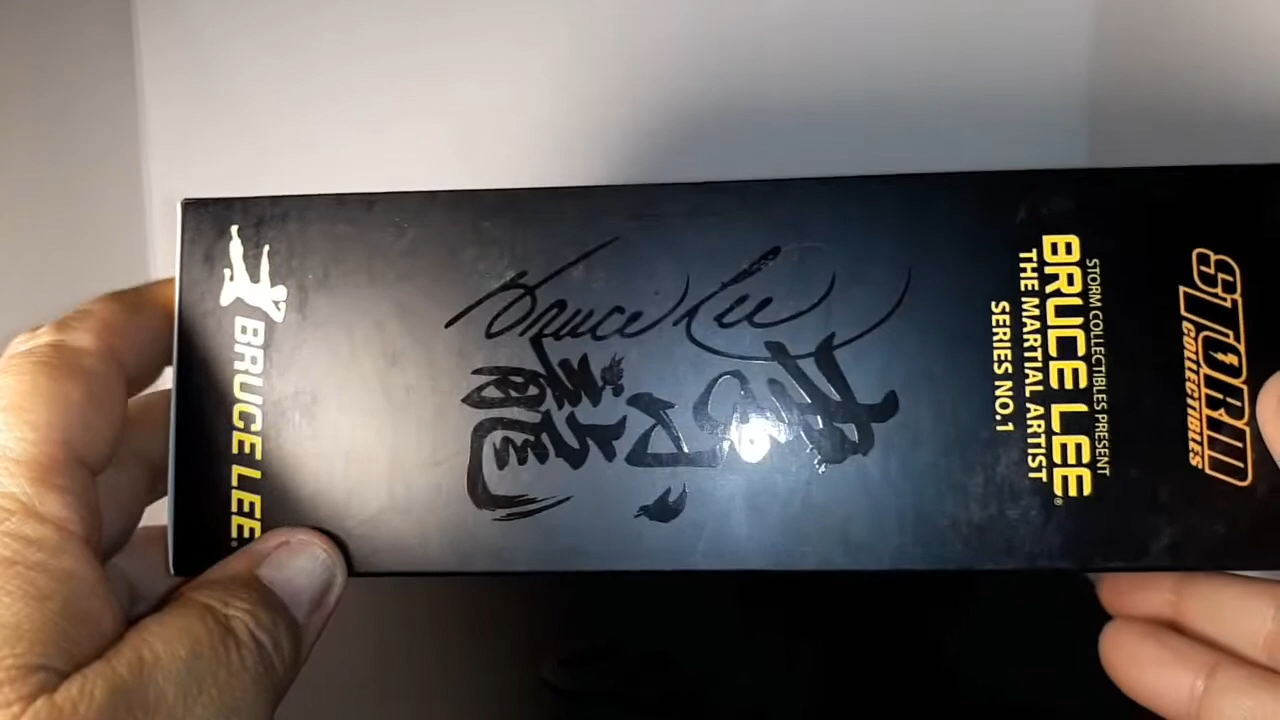 STORM
COLLECTIBLES
STORM COLLECTIBLES PRESENT
BRUCE LEE®
THE MARTIAL ARTIST
SERIES NO.1
Bruce Lee
李小龍
BRUCE LEE